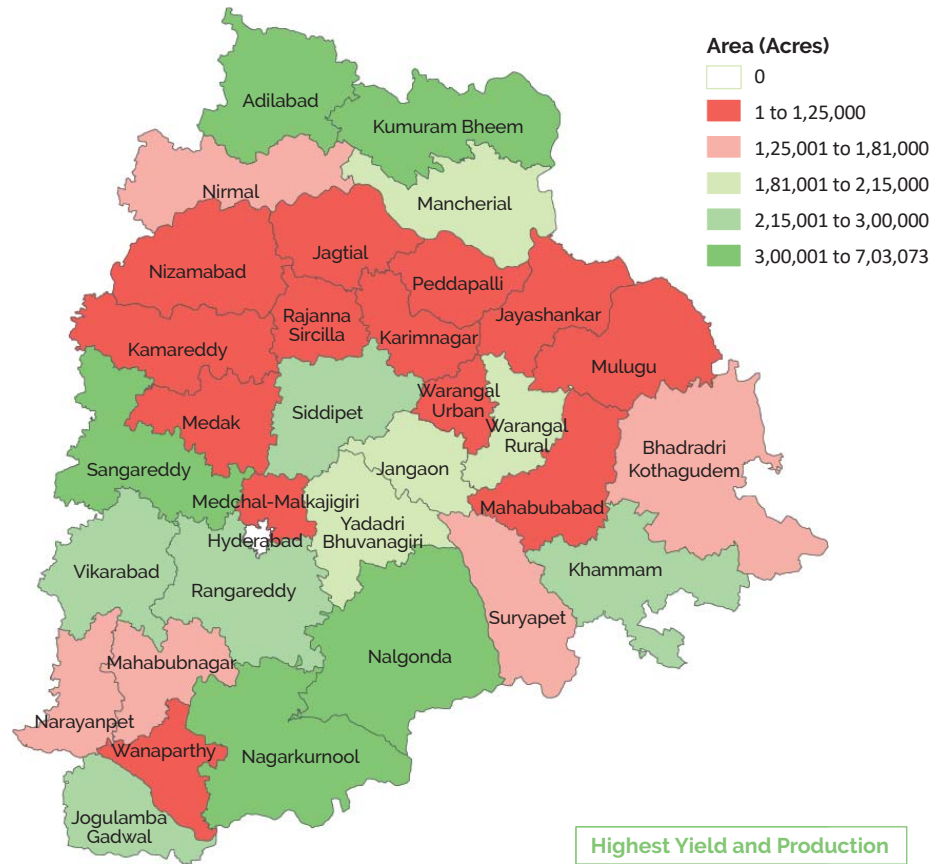 Area (Acres)
0
1 to 1,25,000
1,25,001 to 1,81,000
1,81,001 to 2,15,000
2,15,001 to 3,00,000
3,00,001 to 7,03,073
Adilabad
Kumuram Bheem
Nirmal
Mancherial
Nizamabad
Jagtial
Peddapalli
Rajanna
Sircilla
Karimnagar
Jayashankar
Kamareddy
Mulugu
Medak
Siddipet
Warangal
Urban
Warangal
Rural
Bhadradri
Kothagudem
Sangareddy
Jangaon
Medchal-Malkajigiri
Mahabubabad
Hyderabad
Yadadri
Bhuvanagiri
Vikarabad
Rangareddy
Khammam
Suryapet
Nalgonda
Mahabubnagar
Narayanpet
Wanaparthy
Nagarkurnool
Jogulamba
Gadwal
Highest Yield and Production